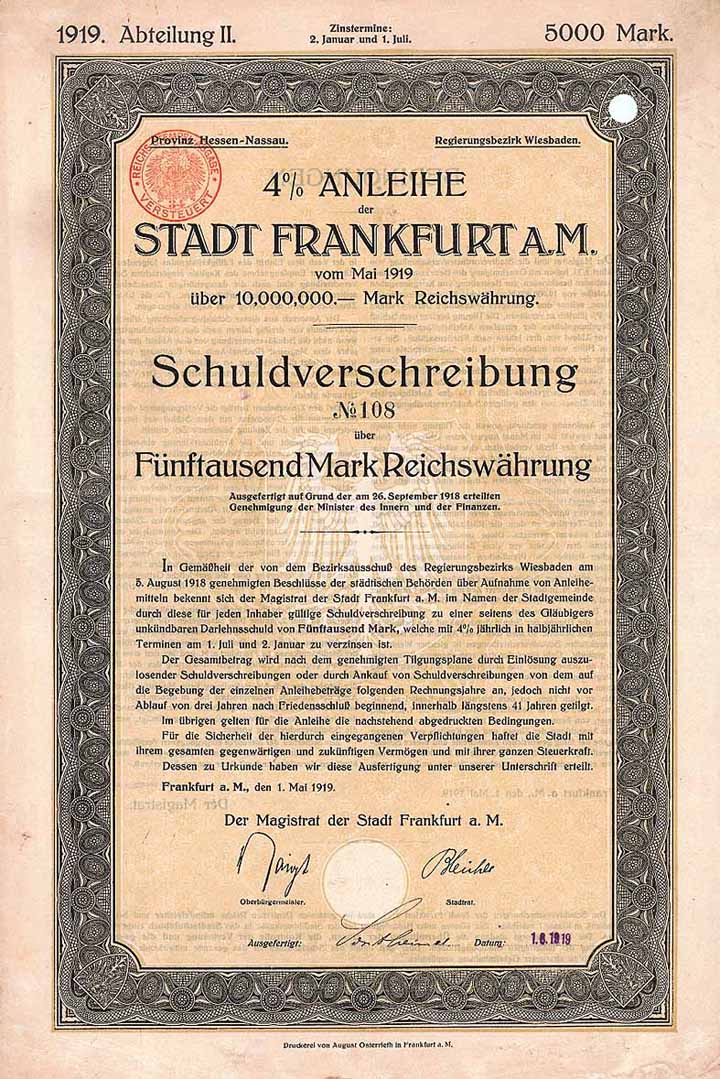 1919. Abteilung II.
Zinstermine:
2. Januar und 1. Juli.
5000 Mark.
Provinz Hessen-Nassau.
Regierungsbezirk Wiesbaden.
VERSTEUERT
4% ANLEIHE
der
STADT FRANKFURT A.M.
vom Mai 1919
über 10,000,000.— Mark Reichswährung.
Schuldverschreibung
№ 108
über
Fünftausend Mark Reichswährung
Ausgefertigt auf Grund der am 26. September 1918 erteilten
Genehmigung der Minister des Innern und der Finanzen.
In Gemäßheit der von dem Bezirksausschuß des Regierungsbezirks Wiesbaden am
5. August 1918 genehmigten Beschlüsse der städtischen Behörden über Aufnahme von Anleihe-
mitteln bekennt sich der Magistrat der Stadt Frankfurt a. M. im Namen der Stadtgemeinde
durch diese für jeden Inhaber gültige Schuldverschreibung zu einer seitens des Gläubigers
unkündbaren Darlehnsschuld von Fünftausend Mark, welche mit 4% jährlich in halbjährlichen
Terminen am 1. Juli und 2. Januar zu verzinsen ist.
Der Gesamtbetrag wird nach dem genehmigten Tilgungsplane durch Einlösung auszu-
losender Schuldverschreibungen oder durch Ankauf von Schuldverschreibungen von dem auf
die Begebung der einzelnen Anleihebeträge folgenden Rechnungsjahre an, jedoch nicht vor
Ablauf von drei Jahren nach Friedensschluß beginnend, innerhalb längstens 41 Jahren getilgt.
Im übrigen gelten für die Anleihe die nachstehend abgedruckten Bedingungen.
Für die Sicherheit der hierdurch eingegangenen Verpflichtungen haftet die Stadt mit
ihrem gesamten gegenwärtigen und zukünftigen Vermögen und mit ihrer ganzen Steuerkraft.
Dessen zu Urkunde haben wir diese Ausfertigung unter unserer Unterschrift erteilt.
Frankfurt a. M., den 1. Mai 1919.
Der Magistrat der Stadt Frankfurt a. M.
Oberbürgermeister.
Stadtrat.
Ausgefertigt:
Datum: 1.6.1919
Druckerei von August Osterrieth in Frankfurt a. M.